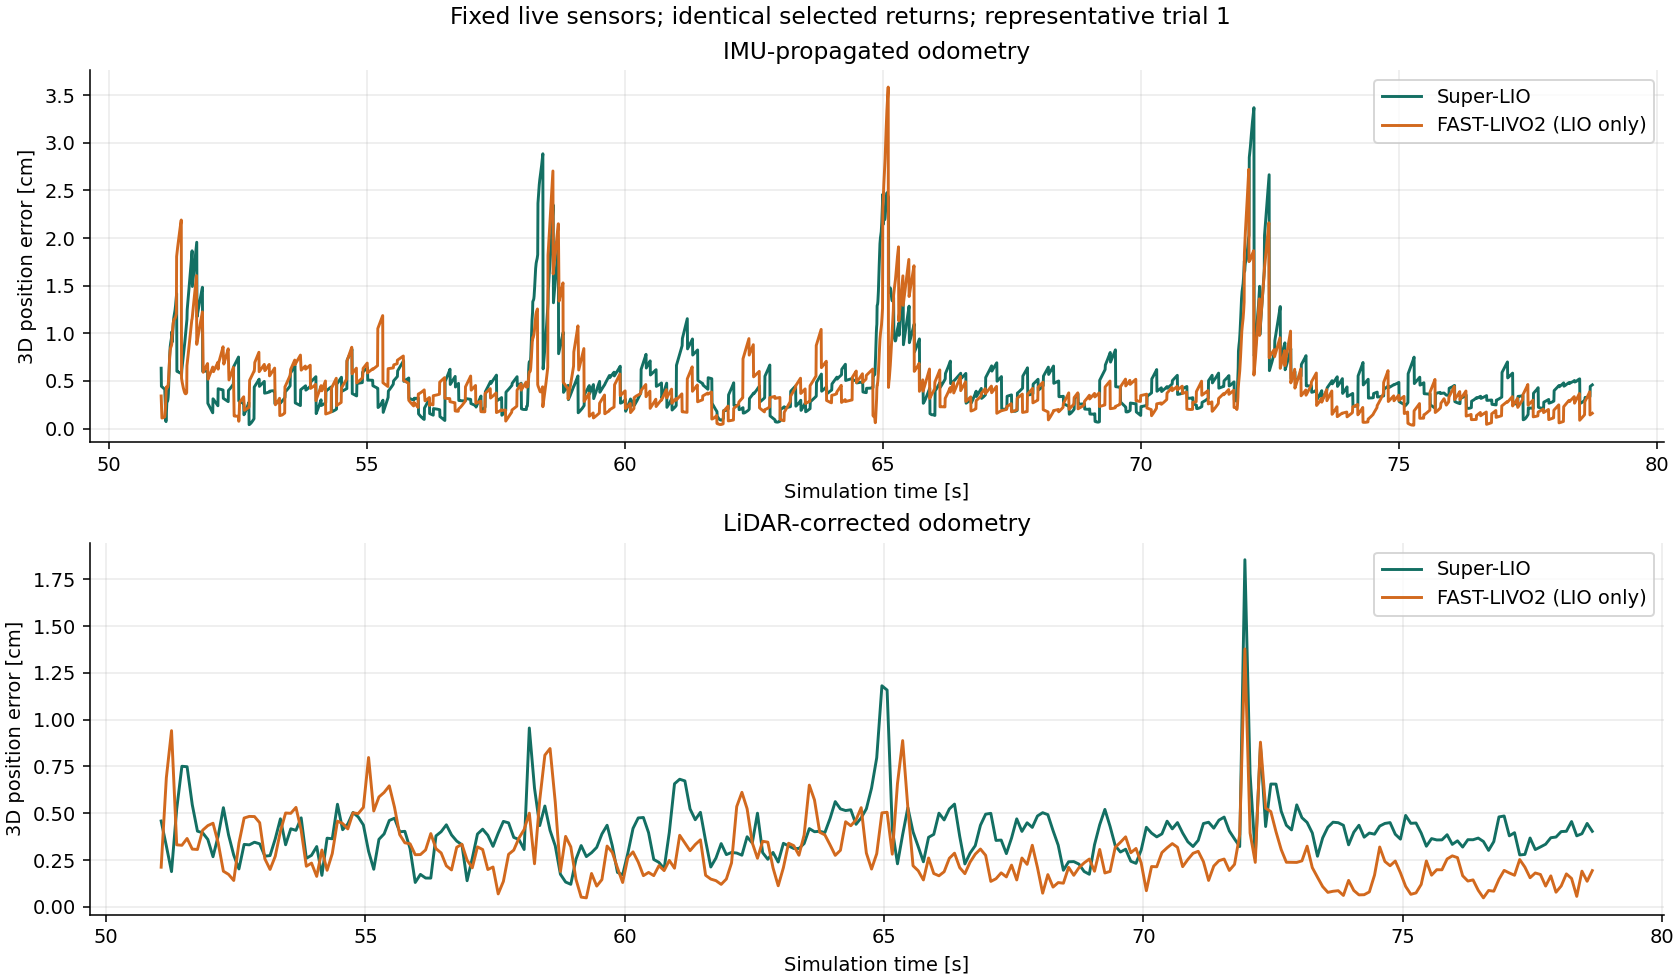 Fixed live sensors; identical selected returns; representative trial 1
IMU-propagated odometry
3D position error [cm]
3.5
3.0
2.5
2.0
1.5
1.0
0.5
0.0
Super-LIO
FAST-LIVO2 (LIO only)
50 55 60 65 70 75 80
Simulation time [s]
LiDAR-corrected odometry
3D position error [cm]
1.75
1.50
1.25
1.00
0.75
0.50
0.25
0.00
Super-LIO
FAST-LIVO2 (LIO only)
50 55 60 65 70 75 80
Simulation time [s]